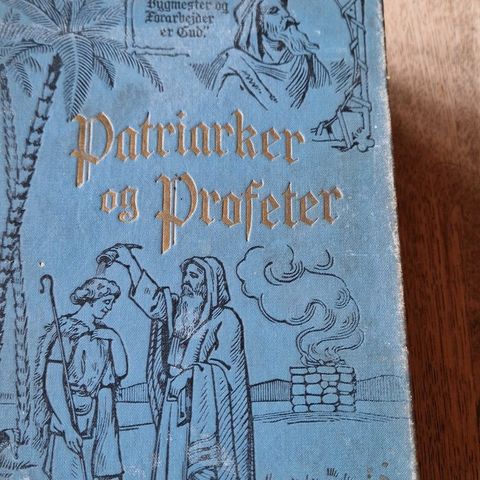 Bygmester og
Forarbejder
er Gud."
Patriarker
og Profeter